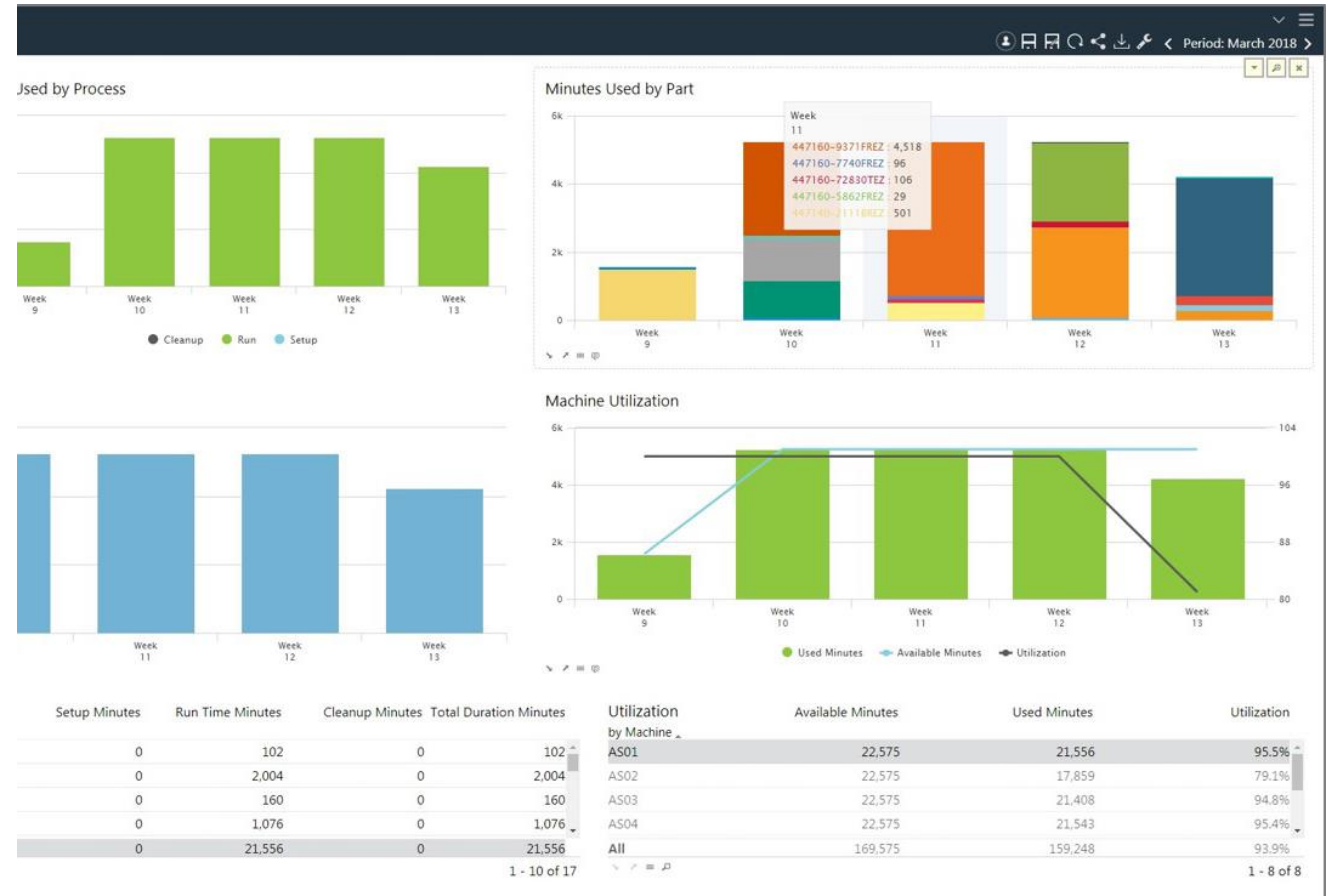 Period: March 2018
Used by Process
Week 9
Week 10
Week 11
Week 12
Week 13
Cleanup Run Setup
Minutes Used by Part
6k
4k
2k
0
Week
11
447160-9371FREZ : 4,518
447160-7740FREZ : 96
447160-72830TEZ : 106
447160-5862FREZ : 29
501
Week 9
Week 10
Week 11
Week 12
Week 13
Week 11
Week 12
Week 13
Machine Utilization
6k
4k
2k
0
104
96
88
80
Week 9
Week 10
Week 11
Week 12
Week 13
Used Minutes Available Minutes Utilization
Setup Minutes Run Time Minutes Cleanup Minutes Total Duration Minutes
0 102 0 102
0 2,004 0 2,004
0 160 0 160
0 1,076 0 1,076
0 21,556 0 21,556
1 - 10 of 17
Utilization Available Minutes Used Minutes Utilization
by Machine
AS01 22,575 21,556 95.5%
AS02 22,575 17,859 79.1%
AS03 22,575 21,408 94.8%
AS04 22,575 21,543 95.4%
All 169,575 159,248 93.9%
1 - 8 of 8